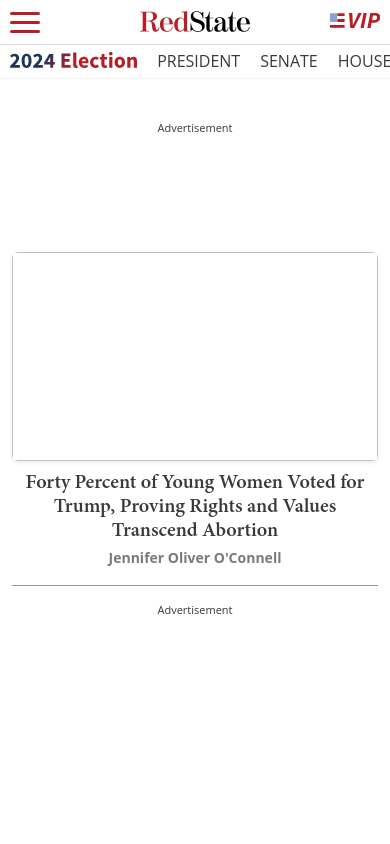 RedState
VIP
2024 Election PRESIDENT SENATE HOUSE
Advertisement
Forty Percent of Young Women Voted for
Trump, Proving Rights and Values
Transcend Abortion
Jennifer Oliver O'Connell
Advertisement